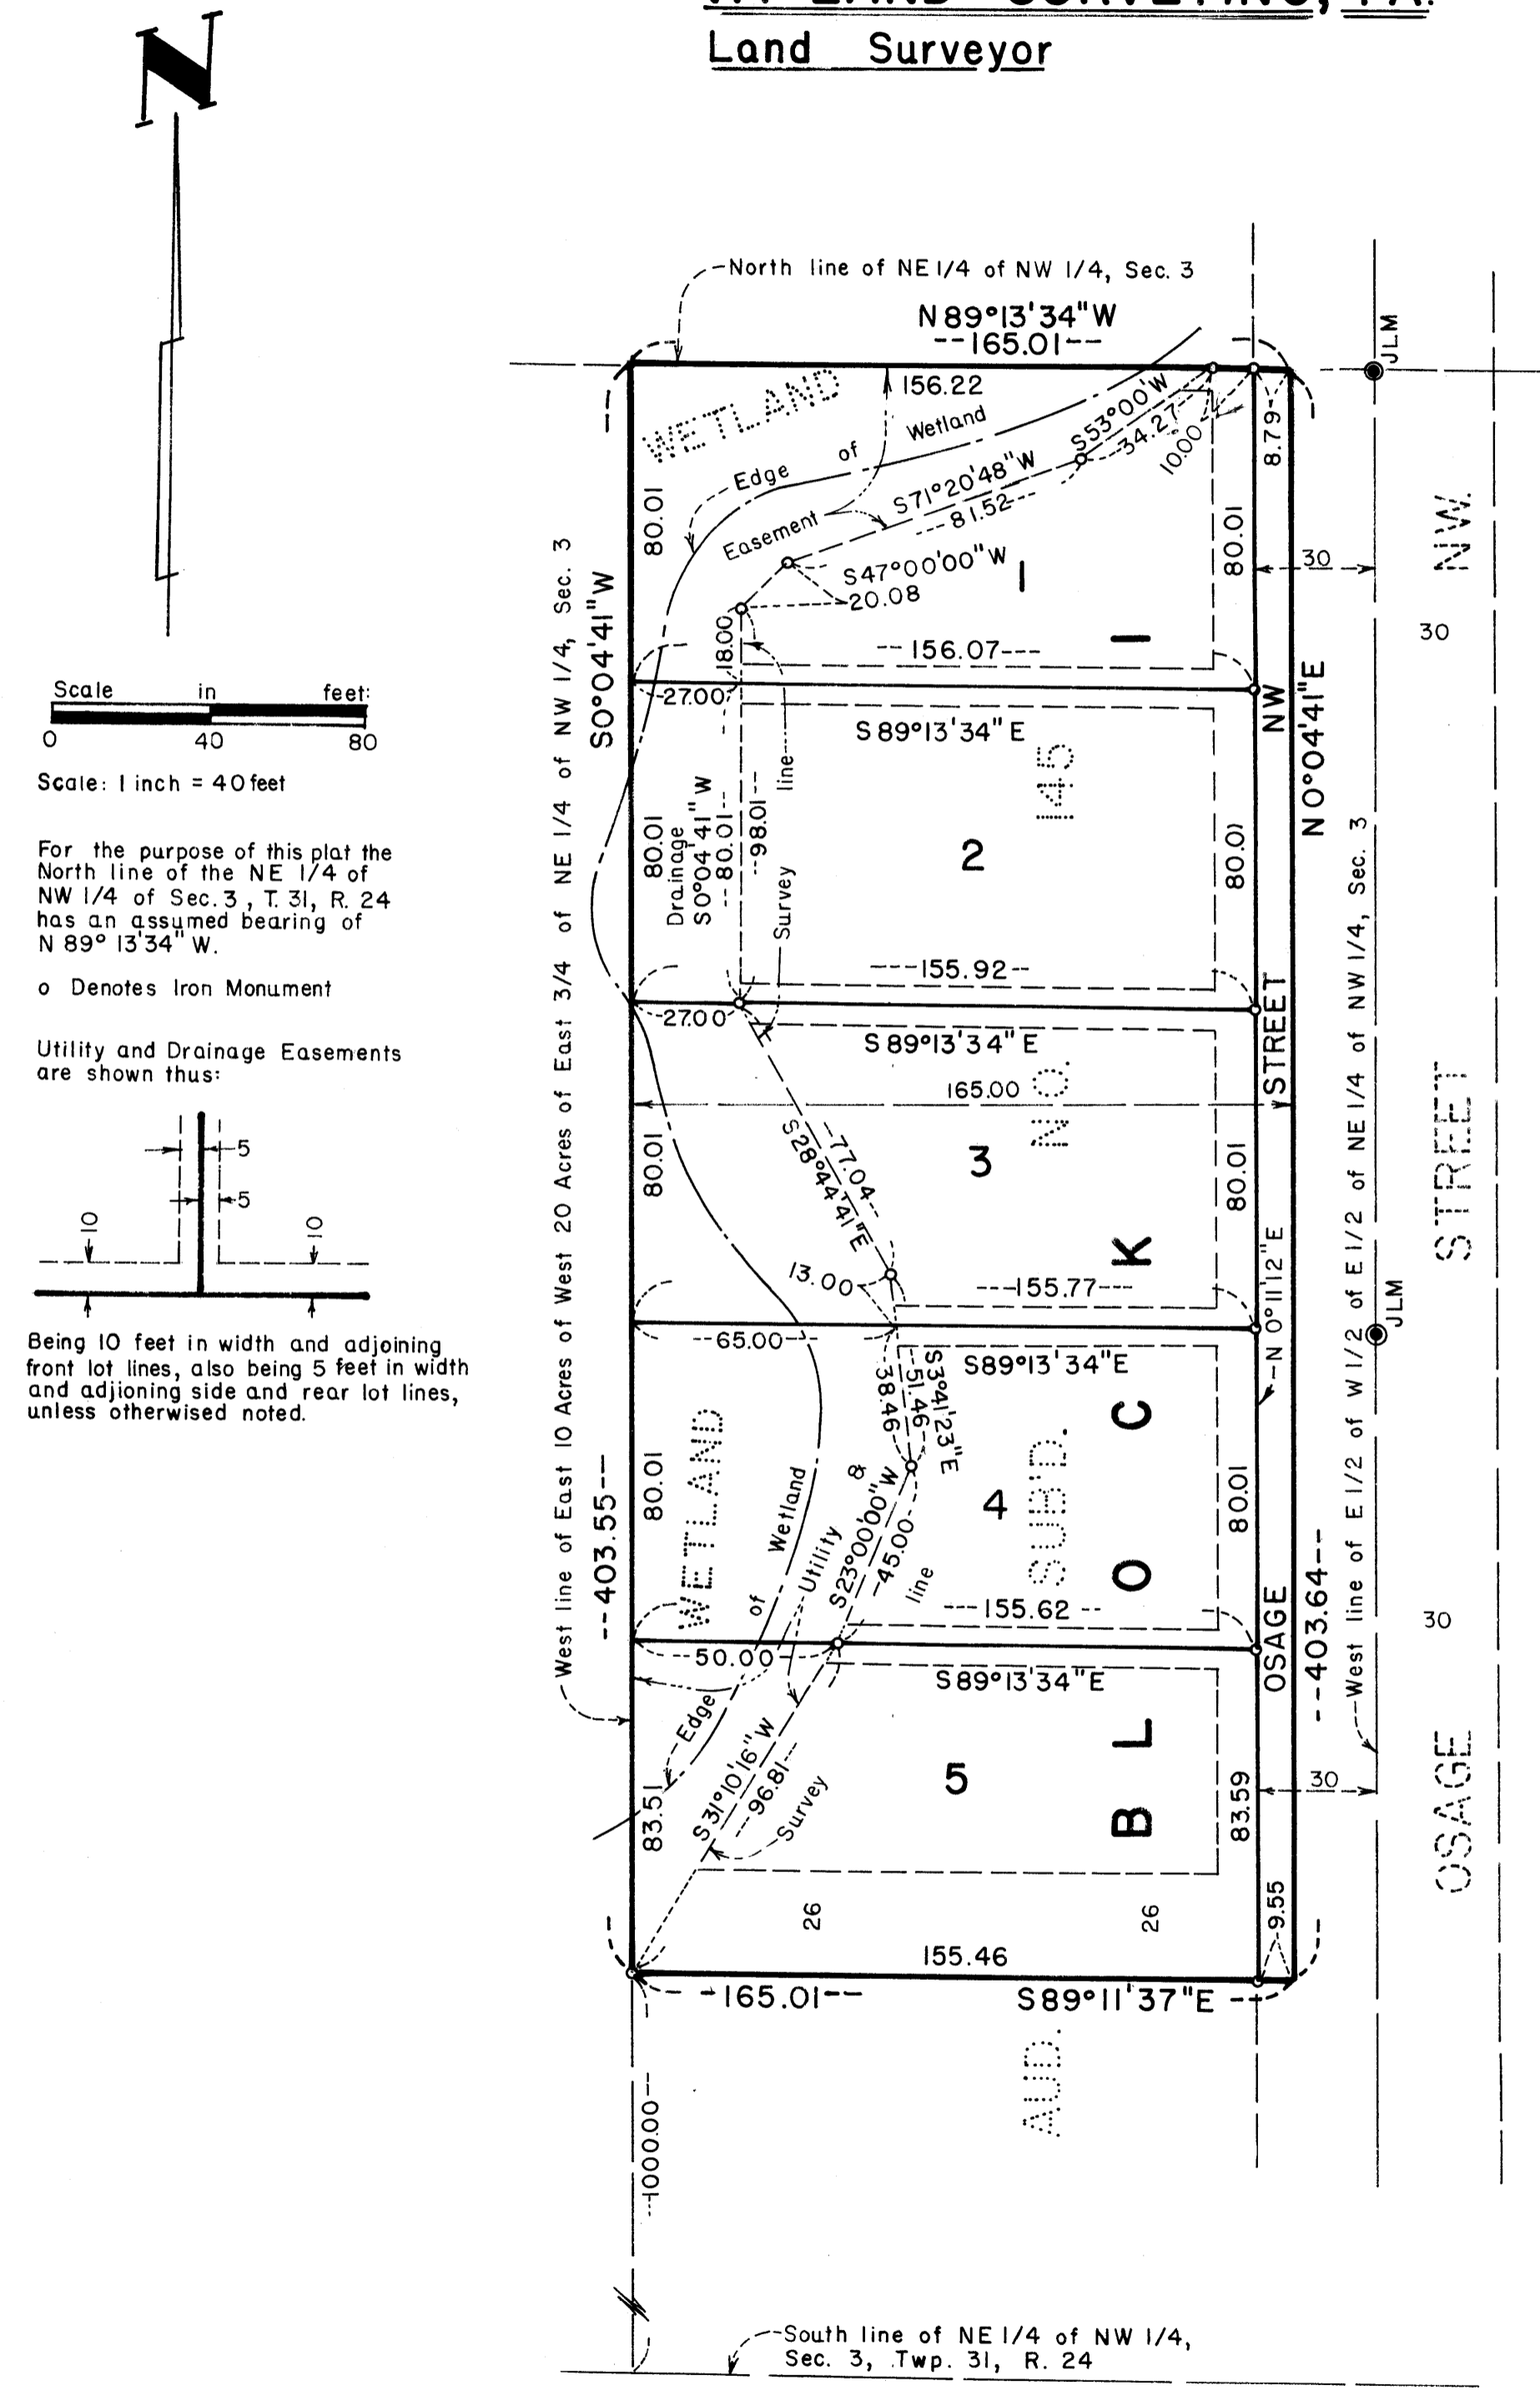 Land Surveyor
N
North line of NE 1/4 of NW 1/4, Sec. 3
N 89°13'34" W
--165.01--
JLM
WETLAND
156.22
Edge of Wetland
S53°00'W
34.27
10.00
8.79
S71°20'48"W
---81.52---
Easement
80.01
80.01
S47°00'00"W
20.08
1
30
NW.
30
18.00
--156.07---
-27.00
S0°04'41"W
Scale in feet:
0 40 80
Scale: 1 inch = 40 feet
For the purpose of this plat the
North line of the NE 1/4 of
NW 1/4 of Sec. 3, T. 31, R. 24
has an assumed bearing of
N 89° 13'34" W.
o Denotes Iron Monument
Utility and Drainage Easements
are shown thus:
5
5
10
10
Being 10 feet in width and adjoining
front lot lines, also being 5 feet in width
and adjioning side and rear lot lines,
unless otherwised noted.
West line of East 10 Acres of West 20 Acres of East 3/4 of NE 1/4 of NW 1/4, Sec. 3
--403.55--
S 89°13'34" E
145
NW
N 0°04'41"E
80.01
Drainage
S0°04'41"W
--80.01--
--98.01--
Survey line
2
80.01
---155.92--
-27.00
S 89°13'34" E
165.00
NO.
STREET
80.01
--77.04--
S28°44'41"E
3
80.01
13.00
---155.77---
--65.00--
N 0°11'12"E
West line of E 1/2 of W 1/2 of E 1/2 of NE 1/4 of NW 1/4, Sec. 3
JLM
STREET
S89°13'34"E
S3°41'23"E
51.46
38.46
80.01
WETLAND
Edge of Wetland
Utility &
S23°00'00"W
-45.00-
line
4
SUB'D.
80.01
---155.62--
---50.00-
S 89°13'34"E
OSAGE
--403.64--
30
83.51
S31°10'16"W
---96.81---
Survey
5
BLOCK 1
83.59
30
OSAGE
26
26
9.55
155.46
--165.01--
S89°11'37"E
AUD.
--1000.00--
South line of NE 1/4 of NW 1/4,
Sec. 3, Twp. 31, R. 24